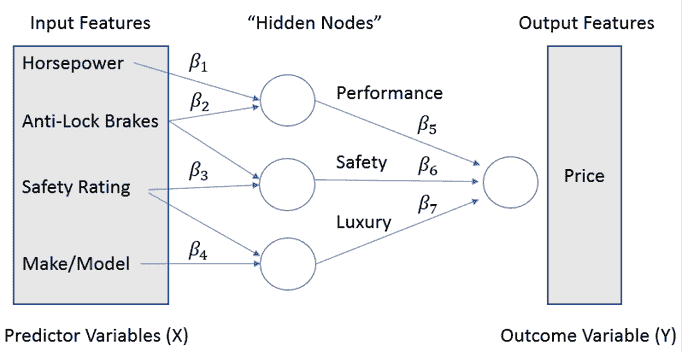 Input Features
“Hidden Nodes”
Output Features
Horsepower
β1
β2
Performance
Anti-Lock Brakes
β5
β3
Safety
β6
Safety Rating
Price
β7
Luxury
β4
Make/Model
Predictor Variables (X)
Outcome Variable (Y)